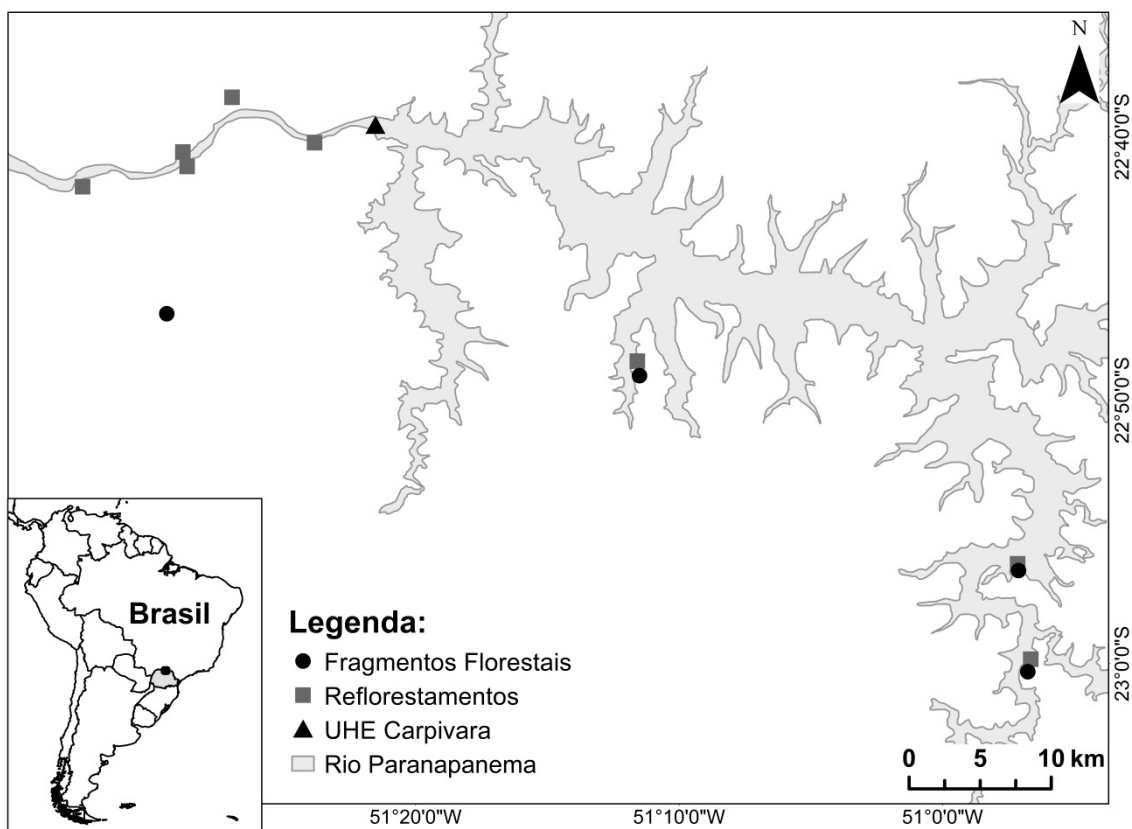 N
22°40'0"S
22°50'0"S
23°0'0"S
Brasil
Legenda:
Fragmentos Florestais
Reflorestamentos
UHE Carpivara
Rio Paranapanema
0 5 10 km
51°20'0"W 51°10'0"W 51°0'0"W